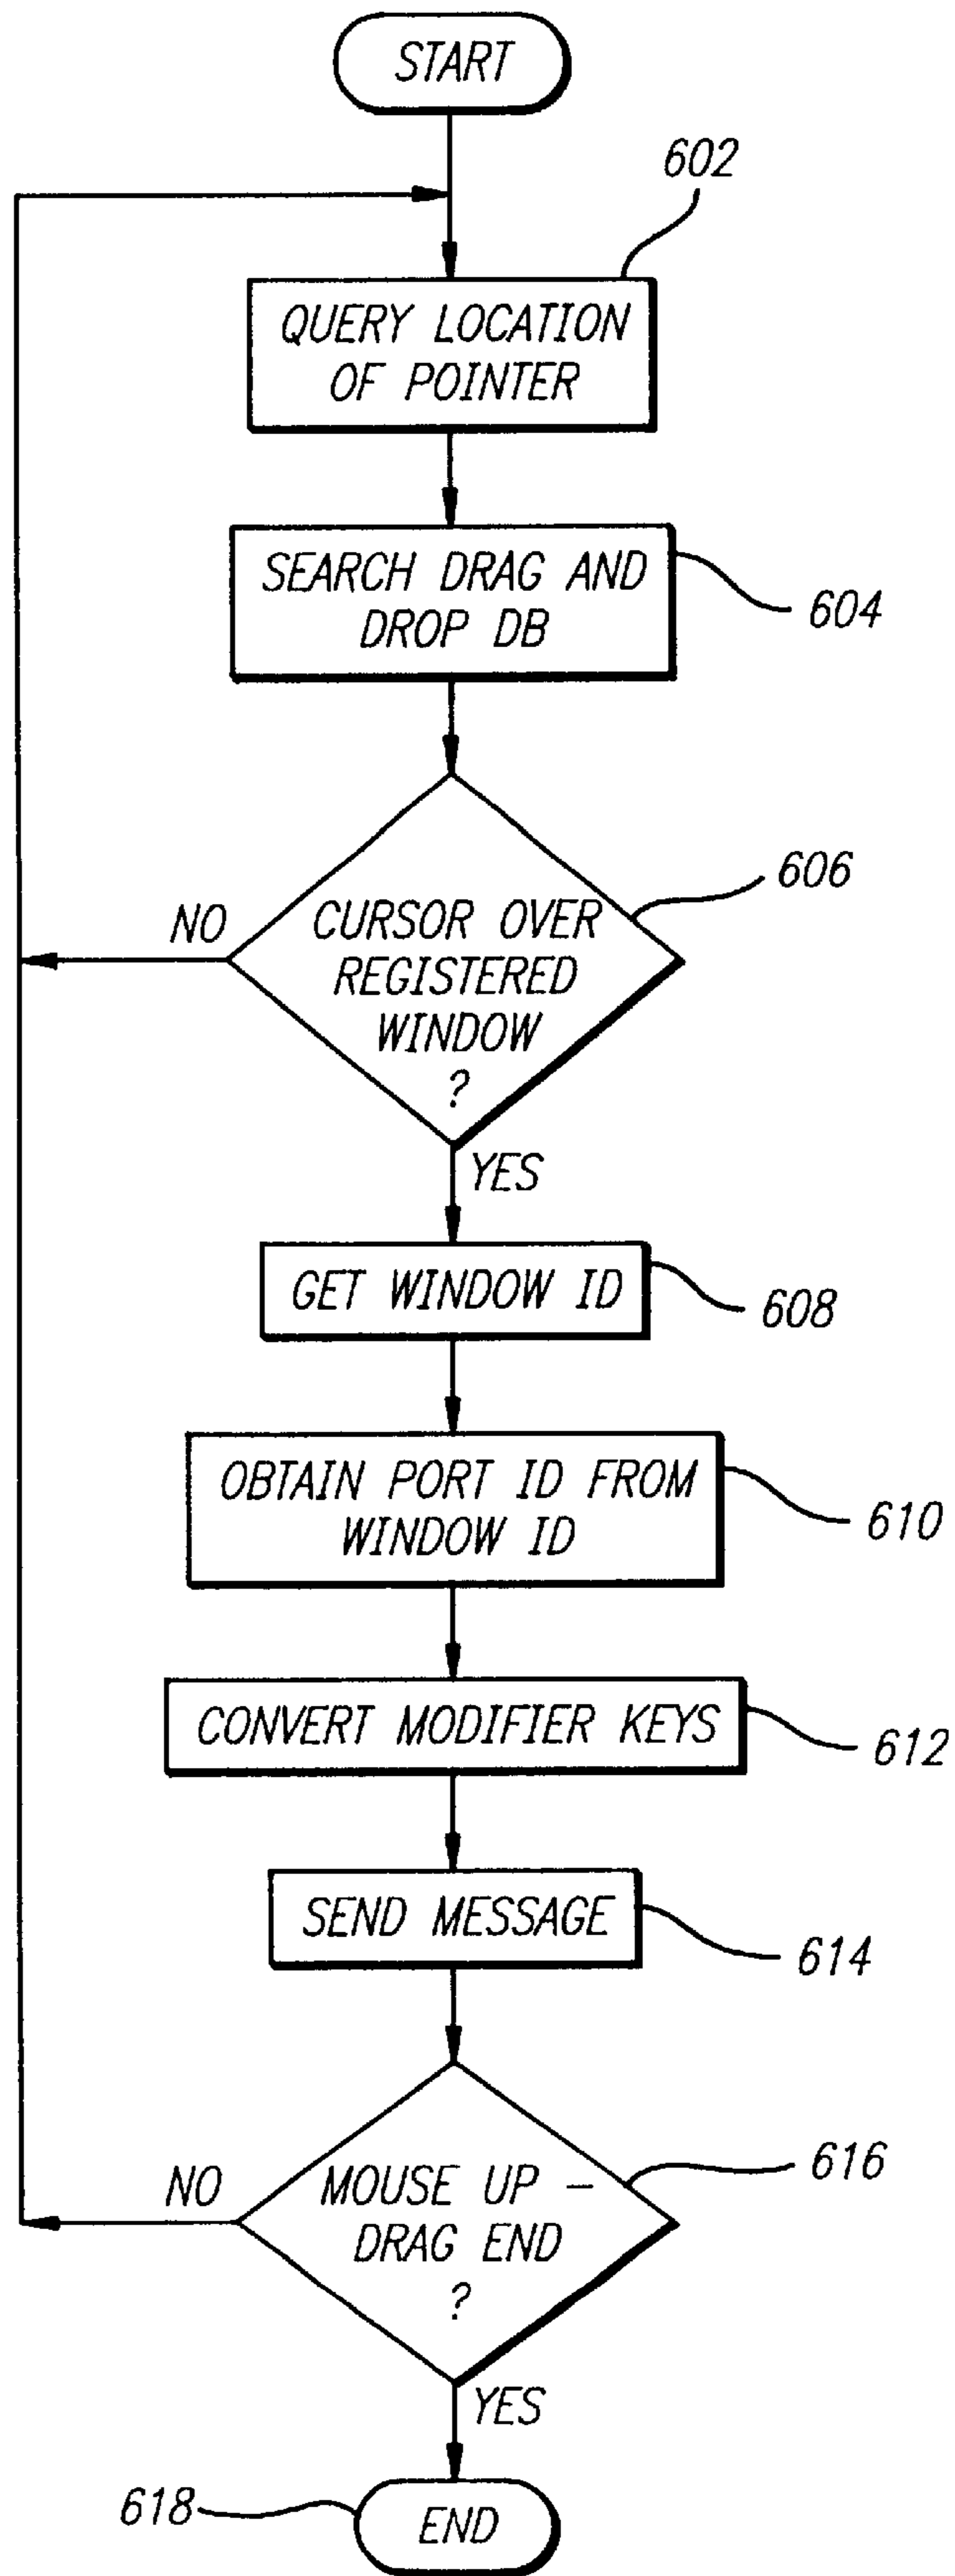 START
602
QUERY LOCATION
OF POINTER
SEARCH DRAG AND
DROP DB
604
606
NO
CURSOR OVER
REGISTERED
WINDOW
?
YES
GET WINDOW ID
608
OBTAIN PORT ID FROM
WINDOW ID
610
CONVERT MODIFIER KEYS
612
SEND MESSAGE
614
616
NO
MOUSE UP –
DRAG END
?
YES
618
END